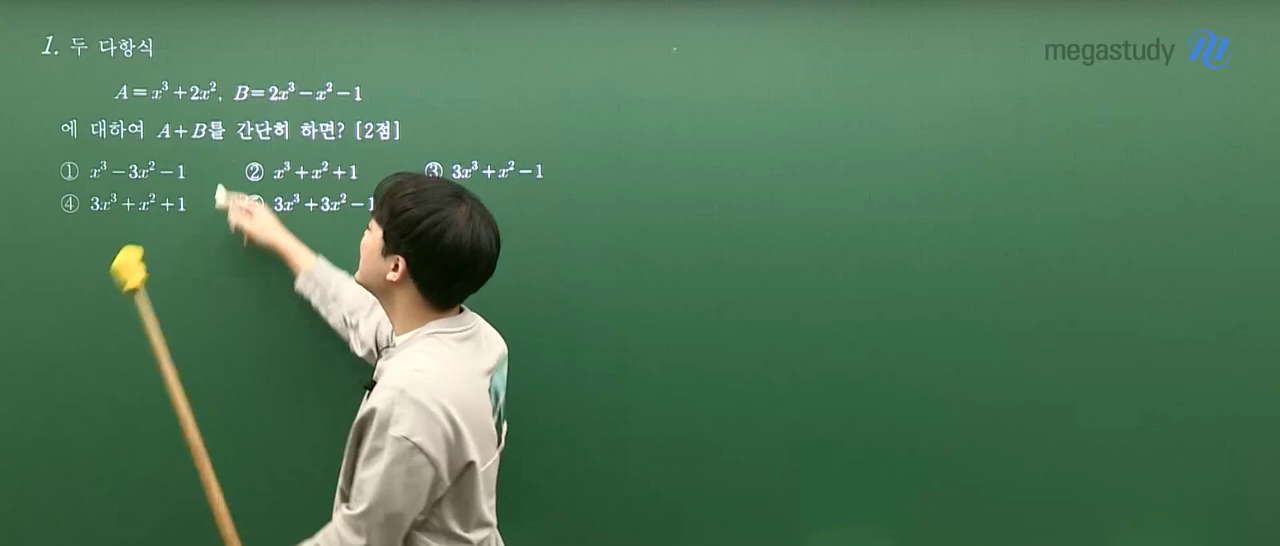 1. 두 다항식
megastudy
A=x³+2x², B=2x³-x²-1
에 대하여 A+B를 간단히 하면? [2점]
① x³-3x²-1 ② x³+x²+1 ③ 3x³+x²-1
④ 3x³+x²+1 ⑤ 3x³+3x²-1